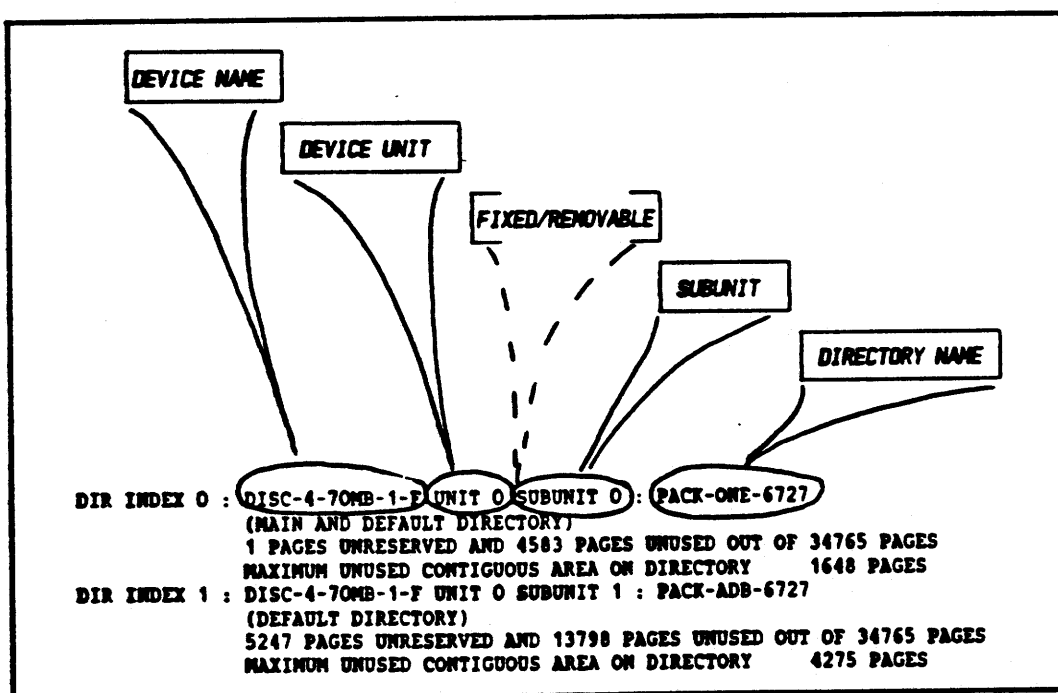 DEVICE NAME
DEVICE UNIT
FIXED/REMOVABLE
SUBUNIT
DIRECTORY NAME
DIR INDEX 0 : DISC-4-70MB-1-F UNIT 0 SUBUNIT 0 : PACK-ONE-6727
(MAIN AND DEFAULT DIRECTORY)
1 PAGES UNRESERVED AND 4583 PAGES UNUSED OUT OF 34765 PAGES
MAXIMUM UNUSED CONTIGUOUS AREA ON DIRECTORY 1648 PAGES
DIR INDEX 1 : DISC-4-70MB-1-F UNIT 0 SUBUNIT 1 : PACK-ADB-6727
(DEFAULT DIRECTORY)
5247 PAGES UNRESERVED AND 13798 PAGES UNUSED OUT OF 34765 PAGES
MAXIMUM UNUSED CONTIGUOUS AREA ON DIRECTORY 4275 PAGES